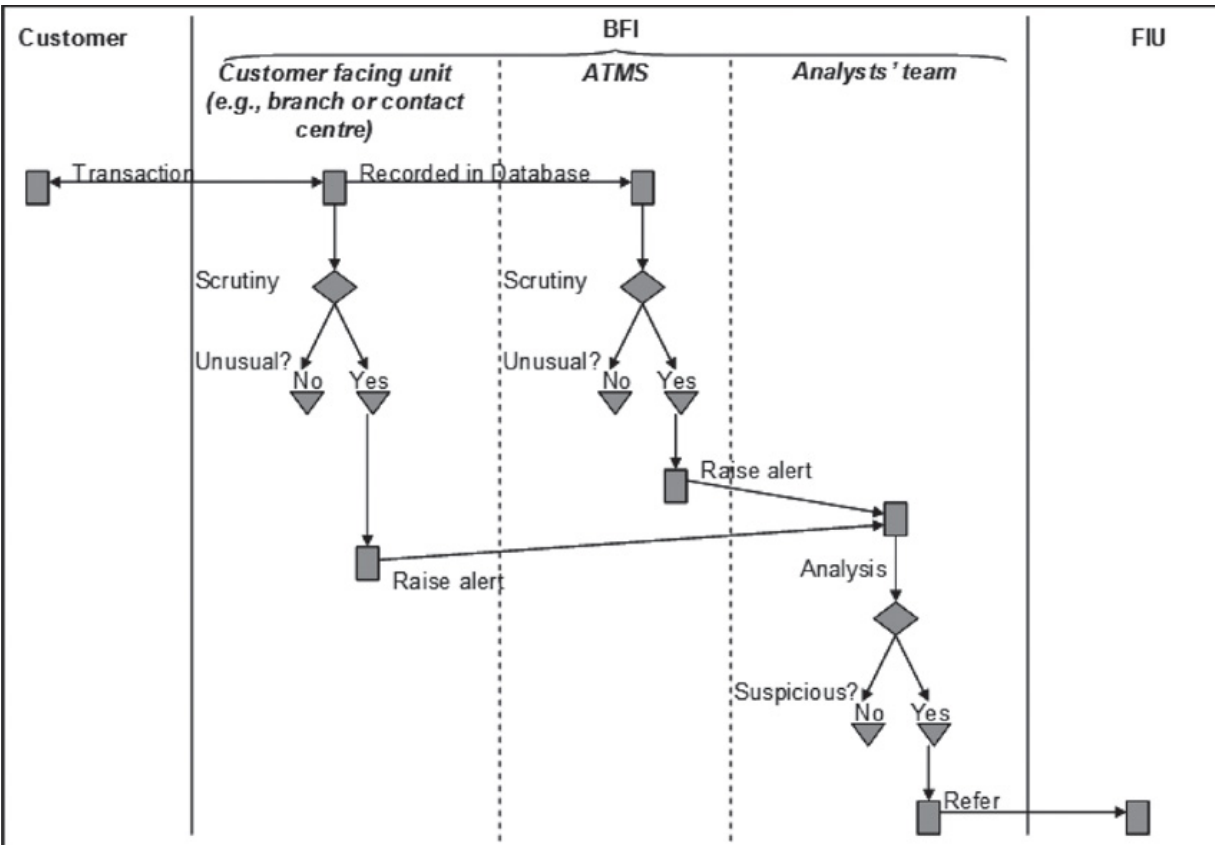 Customer
BFI
FIU
Customer facing unit
(e.g., branch or contact
centre)
ATMS
Analysts' team
Transaction
Recorded in Database
Scrutiny
Scrutiny
Unusual?
No
Yes
Unusual?
No
Yes
Raise alert
Raise alert
Analysis
Suspicious?
No
Yes
Refer